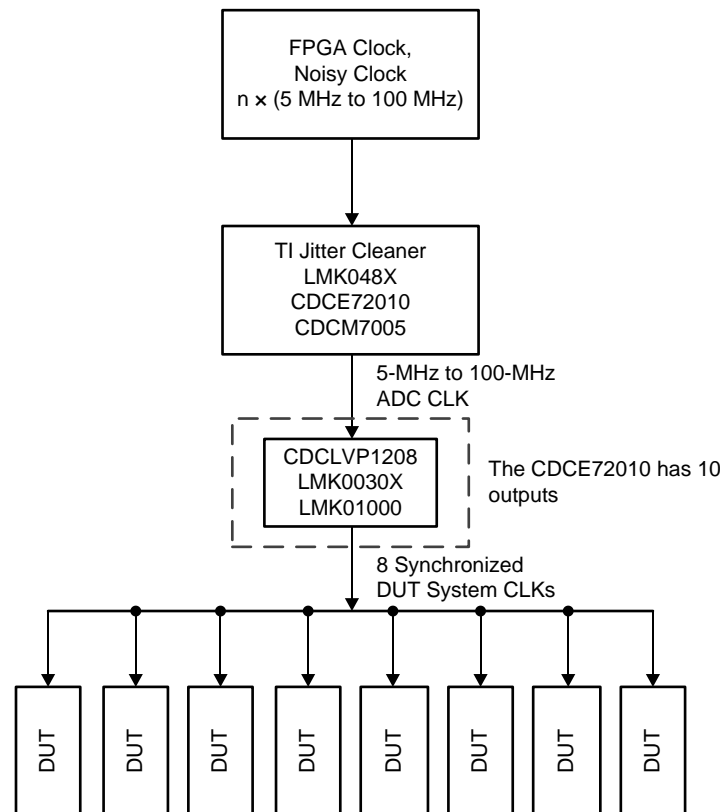 FPGA Clock,
Noisy Clock
n × (5 MHz to 100 MHz)
TI Jitter Cleaner
LMK048X
CDCE72010
CDCM7005
5-MHz to 100-MHz
ADC CLK
CDCLVP1208
LMK0030X
LMK01000
The CDCE72010 has 10
outputs
8 Synchronized
DUT System CLKs
DUT
DUT
DUT
DUT
DUT
DUT
DUT
DUT